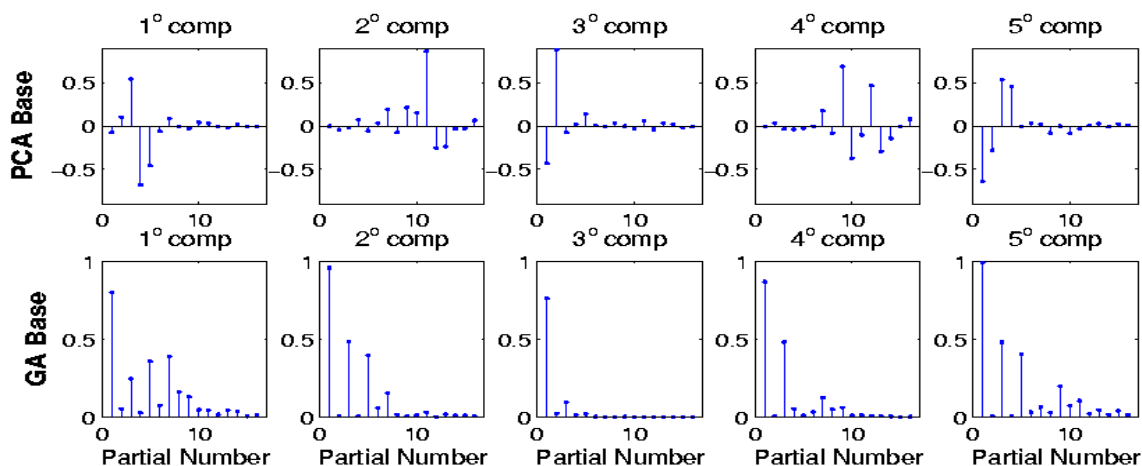 1° comp 2° comp 3° comp 4° comp 5° comp
PCA Base
0.5 0.5 0.5 0.5 0.5
0 0 0 0 0
−0.5 −0.5 −0.5 −0.5 −0.5
0 10 0 10 0 10 0 10 0 10
1° comp 2° comp 3° comp 4° comp 5° comp
GA Base
1 1 1 1 1
0.5 0.5 0.5 0.5 0.5
0 0 0 0 0
0 10 0 10 0 10 0 10 0 10
Partial Number Partial Number Partial Number Partial Number Partial Number